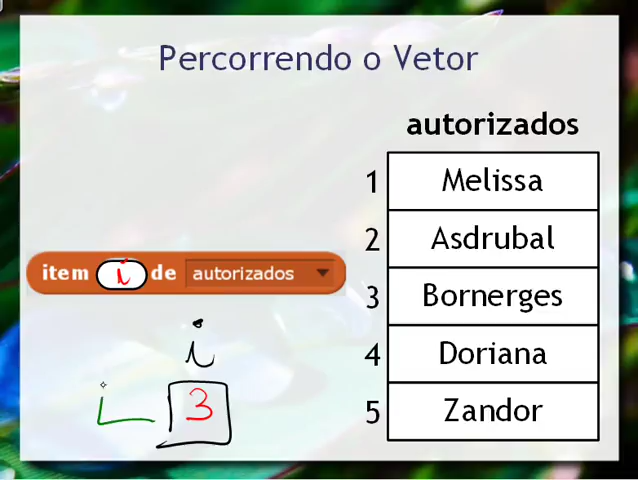 Percorrendo o Vetor
autorizados
1 Melissa
2 Asdrubal
3 Bornerges
4 Doriana
5 Zandor
item i de autorizados
i
3